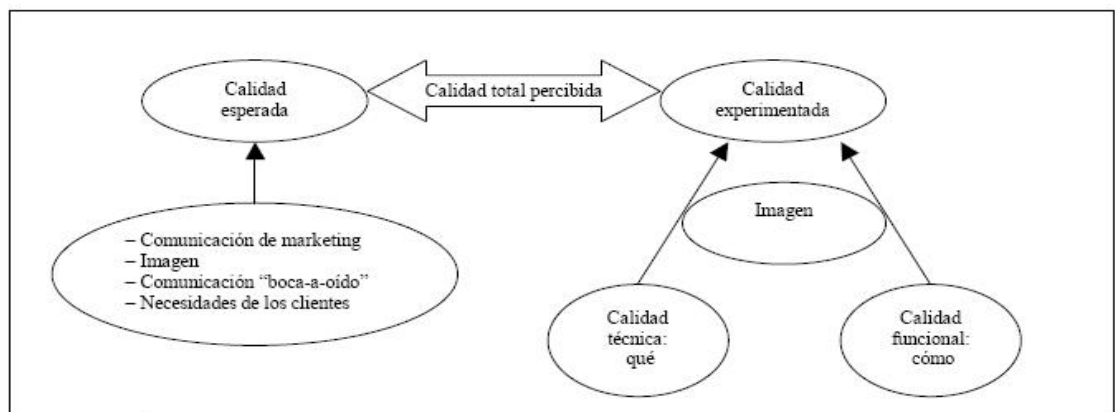 Calidad
esperada
Calidad total percibida
Calidad
experimentada
– Comunicación de marketing
– Imagen
– Comunicación “boca-a-oído”
– Necesidades de los clientes
Imagen
Calidad
técnica:
qué
Calidad
funcional:
cómo